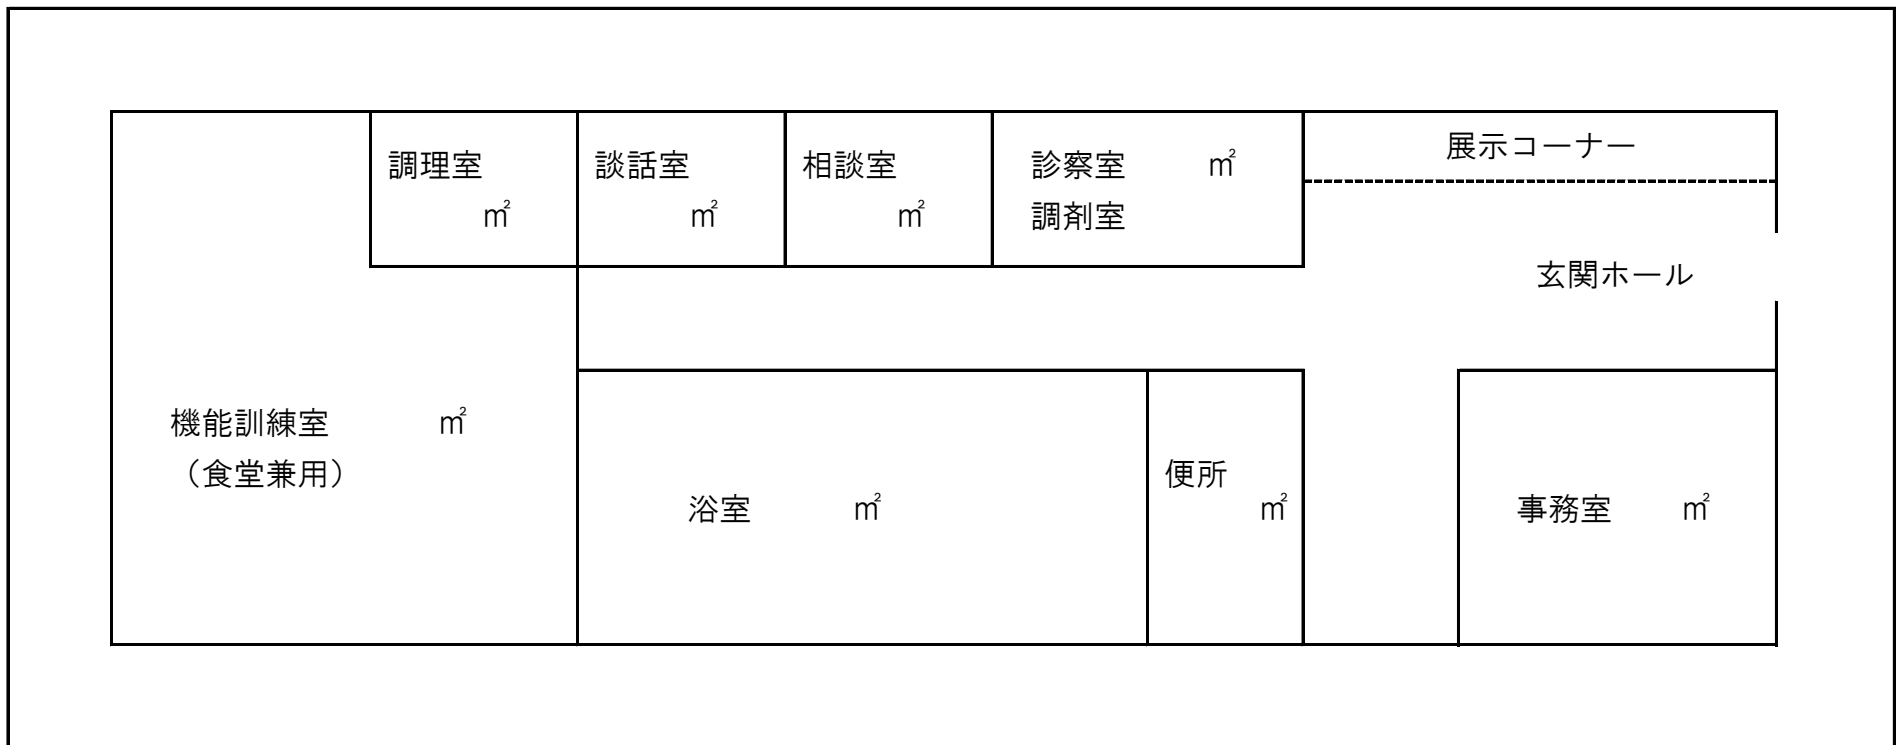 展示コーナー
調理室
㎡
談話室
㎡
相談室
㎡
診察室 ㎡
調剤室
玄関ホール
機能訓練室 ㎡
（食堂兼用）
浴室 ㎡
便所
㎡
事務室 ㎡